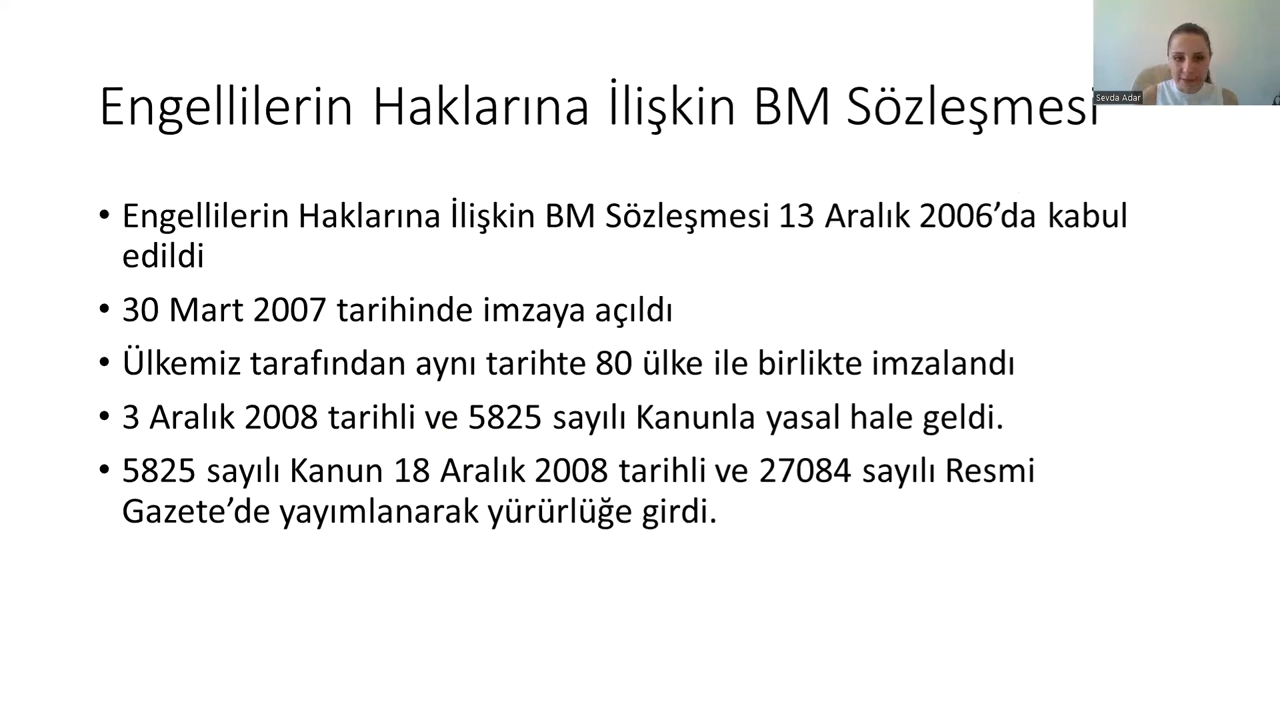 Engellilerin Haklarına İlişkin BM Sözleşmesi
Sevda Adar
• Engellilerin Haklarına İlişkin BM Sözleşmesi 13 Aralık 2006’da kabul
edildi
• 30 Mart 2007 tarihinde imzaya açıldı
• Ülkemiz tarafından aynı tarihte 80 ülke ile birlikte imzalandı
• 3 Aralık 2008 tarihli ve 5825 sayılı Kanunla yasal hale geldi.
• 5825 sayılı Kanun 18 Aralık 2008 tarihli ve 27084 sayılı Resmi
Gazete’de yayımlanarak yürürlüğe girdi.